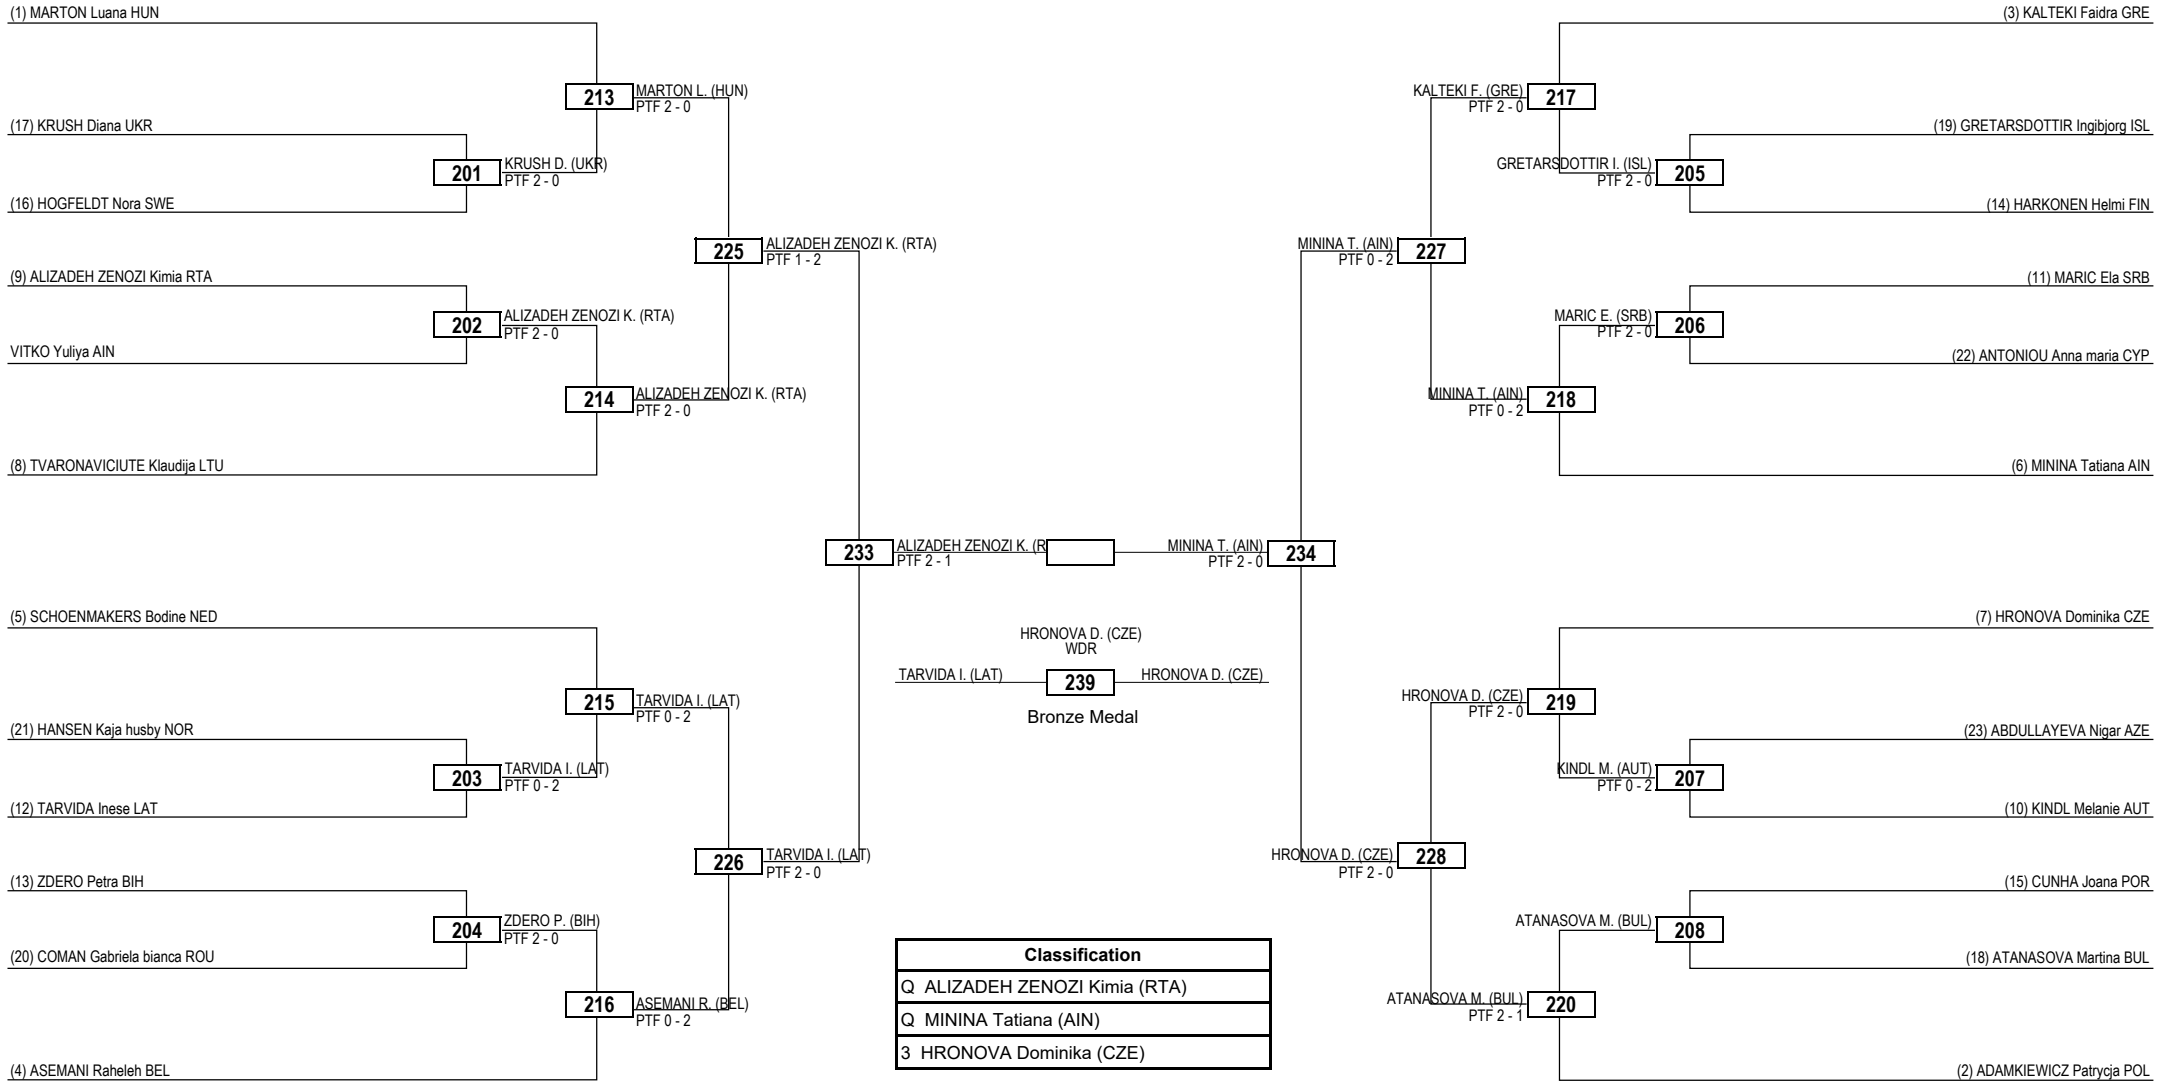 (1) MARTON Luana HUN
(17) KRUSH Diana UKR
(16) HOGFELDT Nora SWE
(9) ALIZADEH ZENOZI Kimia RTA
VITKO Yuliya AIN
(8) TVARONAVICIUTE Klaudija LTU
(5) SCHOENMAKERS Bodine NED
(21) HANSEN Kaja husby NOR
(12) TARVIDA Inese LAT
(13) ZDERO Petra BIH
(20) COMAN Gabriela bianca ROU
(4) ASEMANI Raheleh BEL
201
KRUSH D. (UKR)
PTF 2 - 0
202
ALIZADEH ZENOZI K. (RTA)
PTF 2 - 0
203
TARVIDA I. (LAT)
PTF 0 - 2
204
ZDERO P. (BIH)
PTF 2 - 0
213
MARTON L. (HUN)
PTF 2 - 0
214
ALIZADEH ZENOZI K. (RTA)
PTF 2 - 0
215
TARVIDA I. (LAT)
PTF 0 - 2
216
ASEMANI R. (BEL)
PTF 0 - 2
225
ALIZADEH ZENOZI K. (RTA)
PTF 1 - 2
226
TARVIDA I. (LAT)
PTF 2 - 0
233
ALIZADEH ZENOZI K. (R
PTF 2 - 1
MININA T. (AIN)
PTF 2 - 0
234
HRONOVA D. (CZE)
WDR
TARVIDA I. (LAT)
239
HRONOVA D. (CZE)
Bronze Medal
Classification
Q ALIZADEH ZENOZI Kimia (RTA)
Q MININA Tatiana (AIN)
3 HRONOVA Dominika (CZE)
MININA T. (AIN)
PTF 0 - 2
227
HRONOVA D. (CZE)
PTF 2 - 0
228
KALTEKI F. (GRE)
PTF 2 - 0
217
MININA T. (AIN)
PTF 0 - 2
218
HRONOVA D. (CZE)
PTF 2 - 0
219
ATANASOVA M. (BUL)
PTF 2 - 1
220
GRETARSDOTTIR I. (ISL)
PTF 2 - 0
205
MARIC E. (SRB)
PTF 2 - 0
206
KINDL M. (AUT)
PTF 0 - 2
207
ATANASOVA M. (BUL)
208
(3) KALTEKI Faidra GRE
(19) GRETARSDOTTIR Ingibjorg ISL
(14) HARKONEN Helmi FIN
(11) MARIC Ela SRB
(22) ANTONIOU Anna maria CYP
(6) MININA Tatiana AIN
(7) HRONOVA Dominika CZE
(23) ABDULLAYEVA Nigar AZE
(10) KINDL Melanie AUT
(15) CUNHA Joana POR
(18) ATANASOVA Martina BUL
(2) ADAMKIEWICZ Patrycja POL